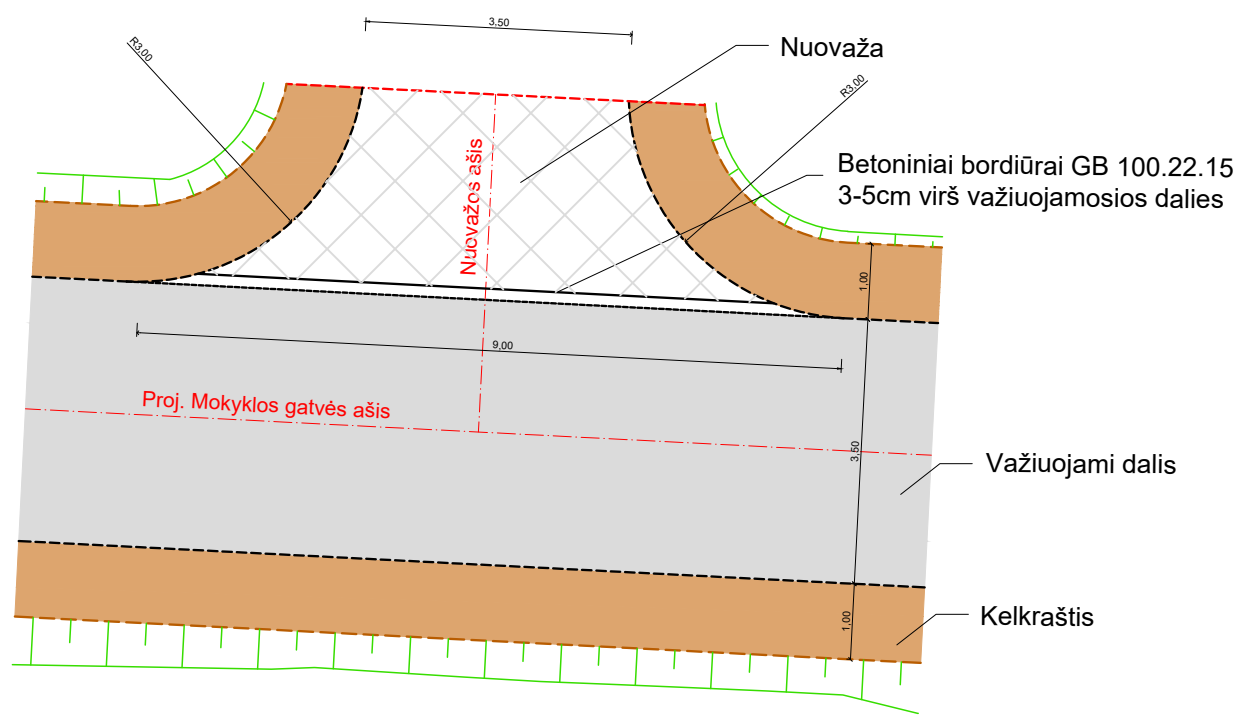 3,50
Nuovaža
R3,00
R3,00
Nuovažos ašis
Betoniniai bordiūrai GB 100.22.15
3-5cm virš važiuojamosios dalies
1,00
9,00
Proj. Mokyklos gatvės ašis
3,50
Važiuojami dalis
1,00
Kelkraštis